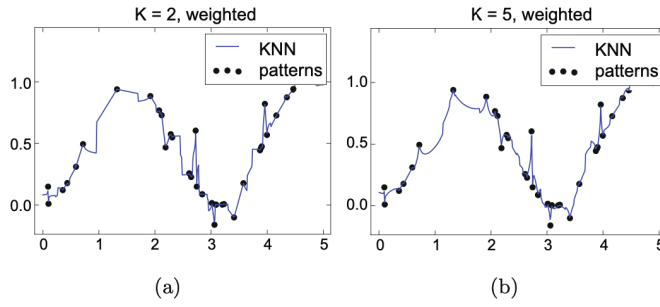 K = 2, weighted
KNN
patterns
1.0
0.5
0.0
0 1 2 3 4 5
(a)
K = 5, weighted
KNN
patterns
1.0
0.5
0.0
0 1 2 3 4 5
(b)